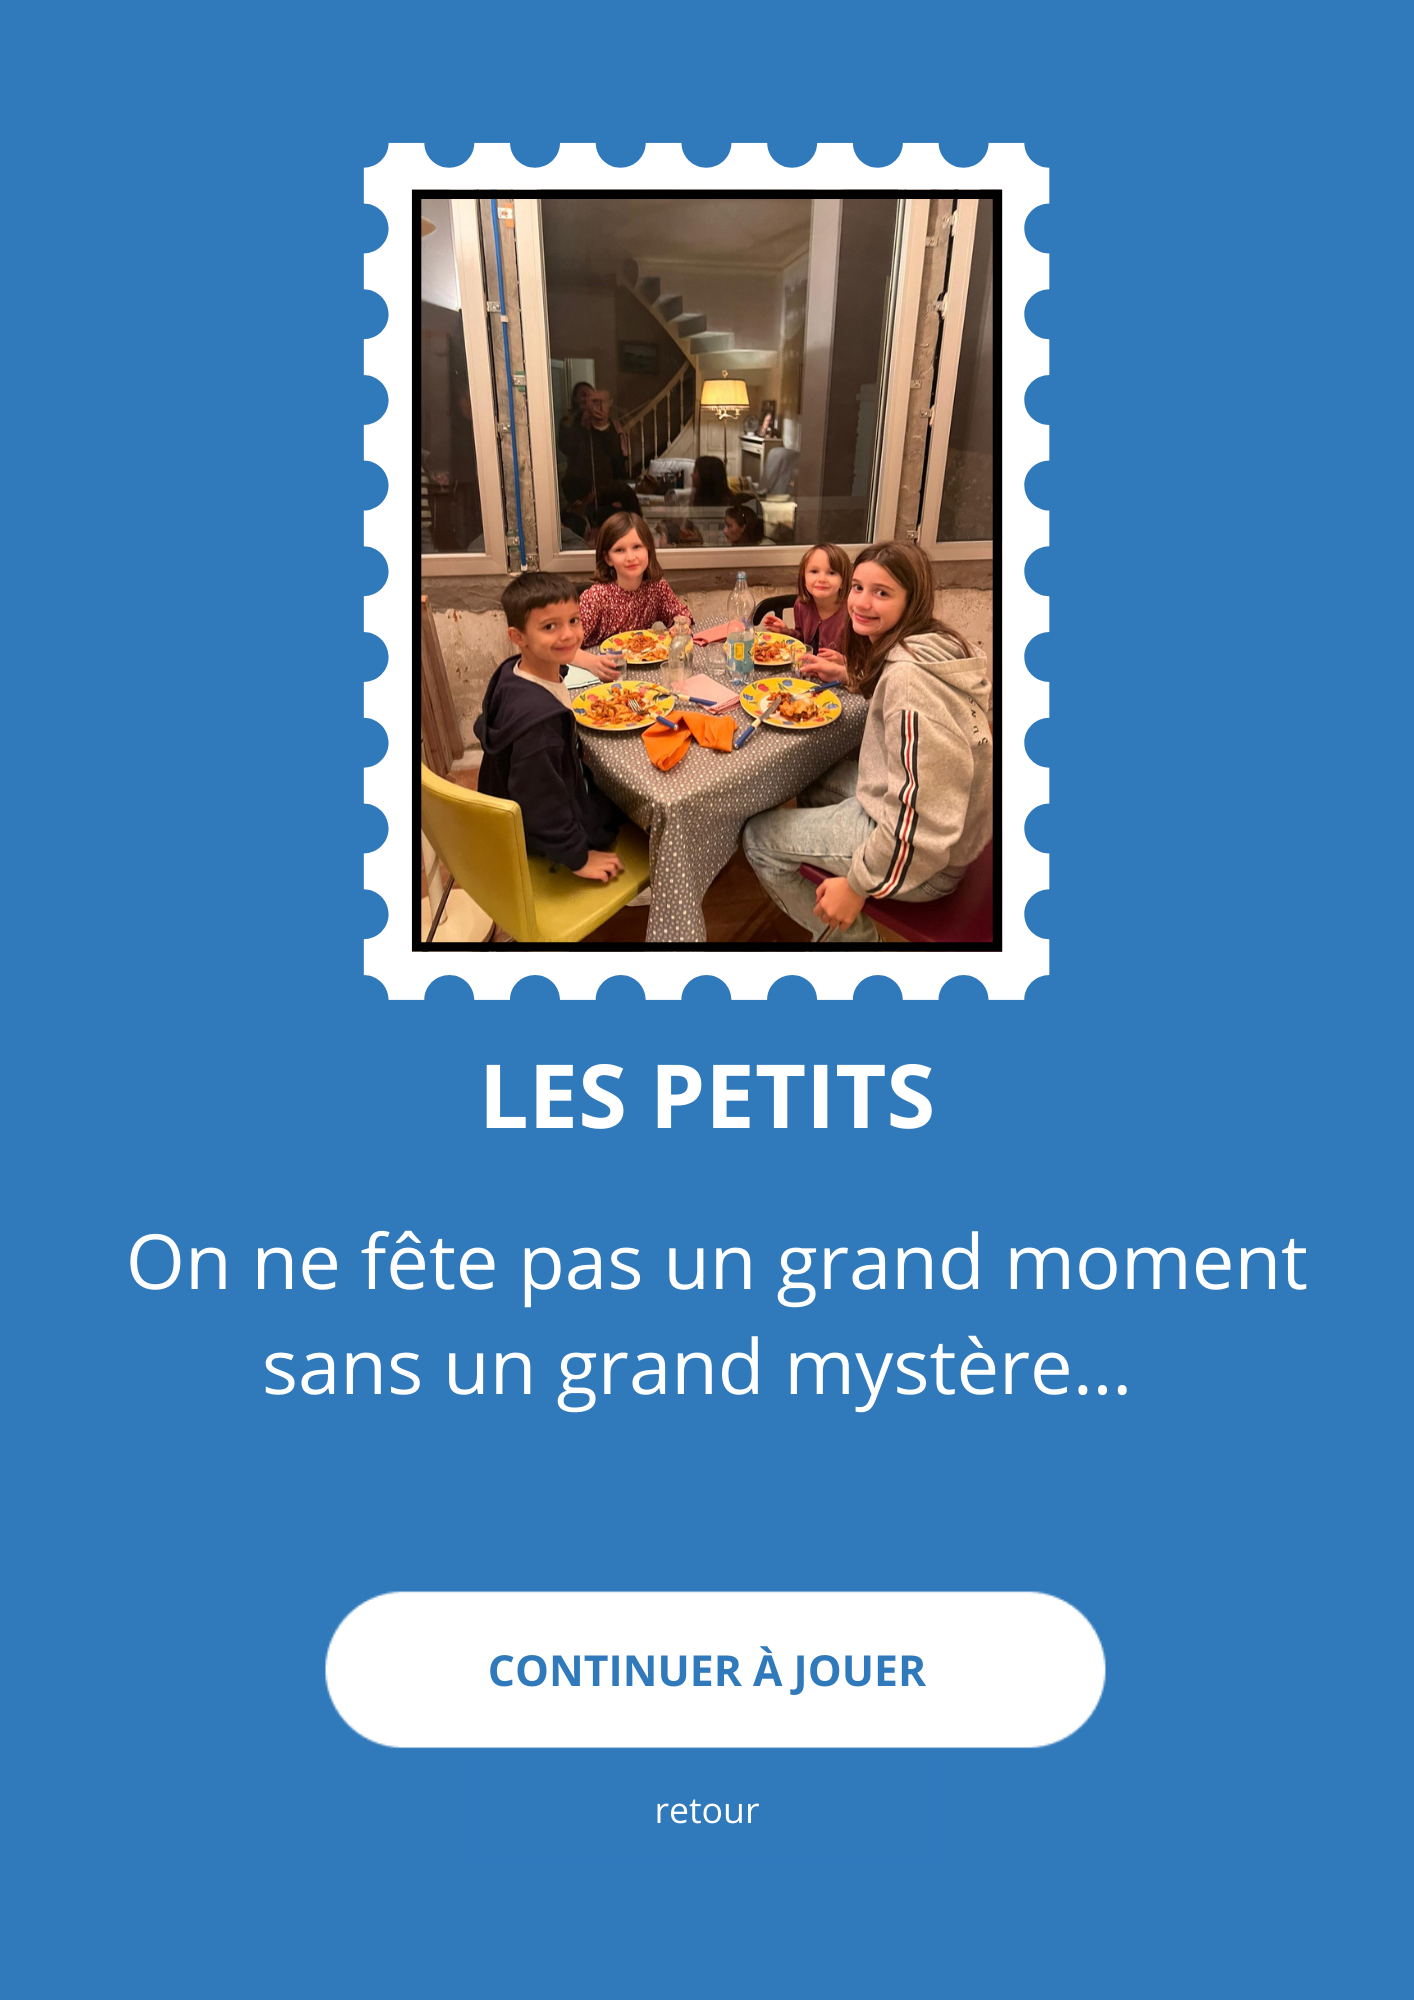 LES PETITS
On ne fête pas un grand moment
sans un grand mystère...
CONTINUER À JOUER
retour